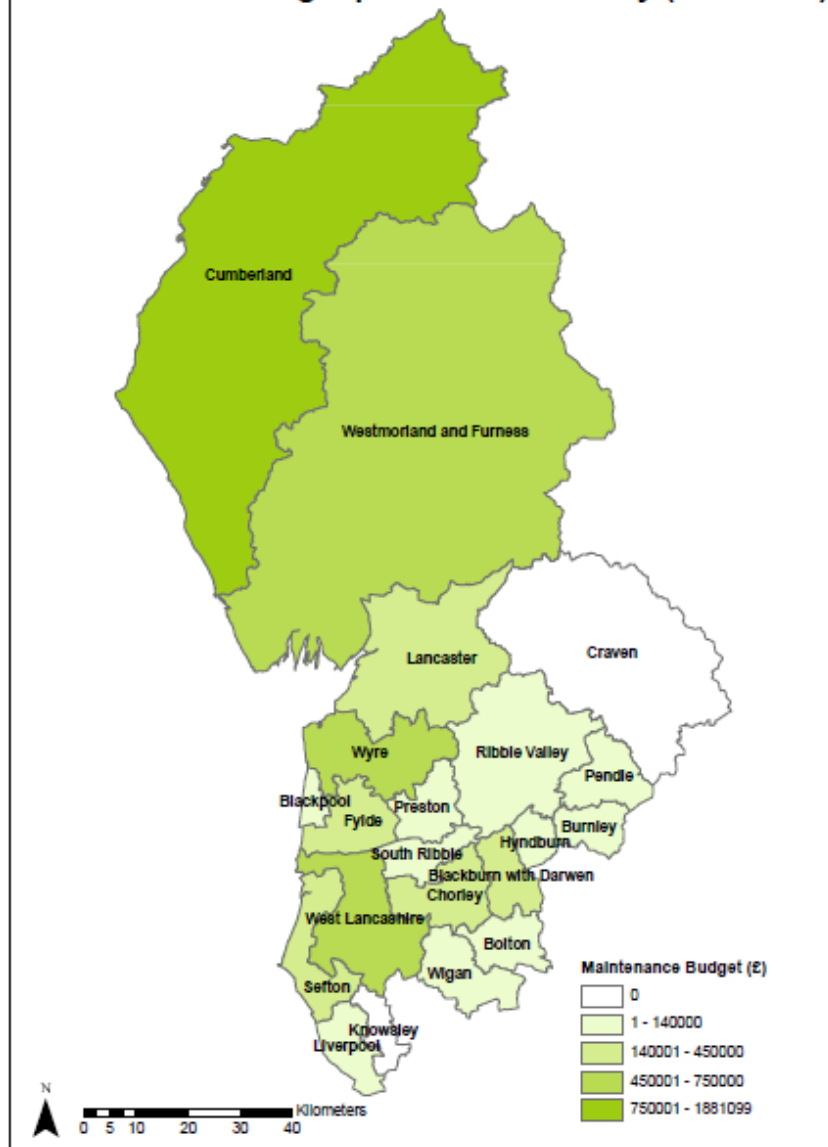 Cumberland
Westmorland and Furness
Lancaster
Craven
Wyre
Ribble Valley
Pendle
Blackpool
Preston
Fylde
Burnley
Hyndburn
South Ribble
Blackburn with Darwen
Chorley
West Lancashire
Bolton
Wigan
Sefton
Knowsley
Liverpool
Maintenance Budget (£)
0
1 - 140000
140001 - 450000
450001 - 750000
750001 - 1881099
N
Kilometers
0 5 10 20 30 40